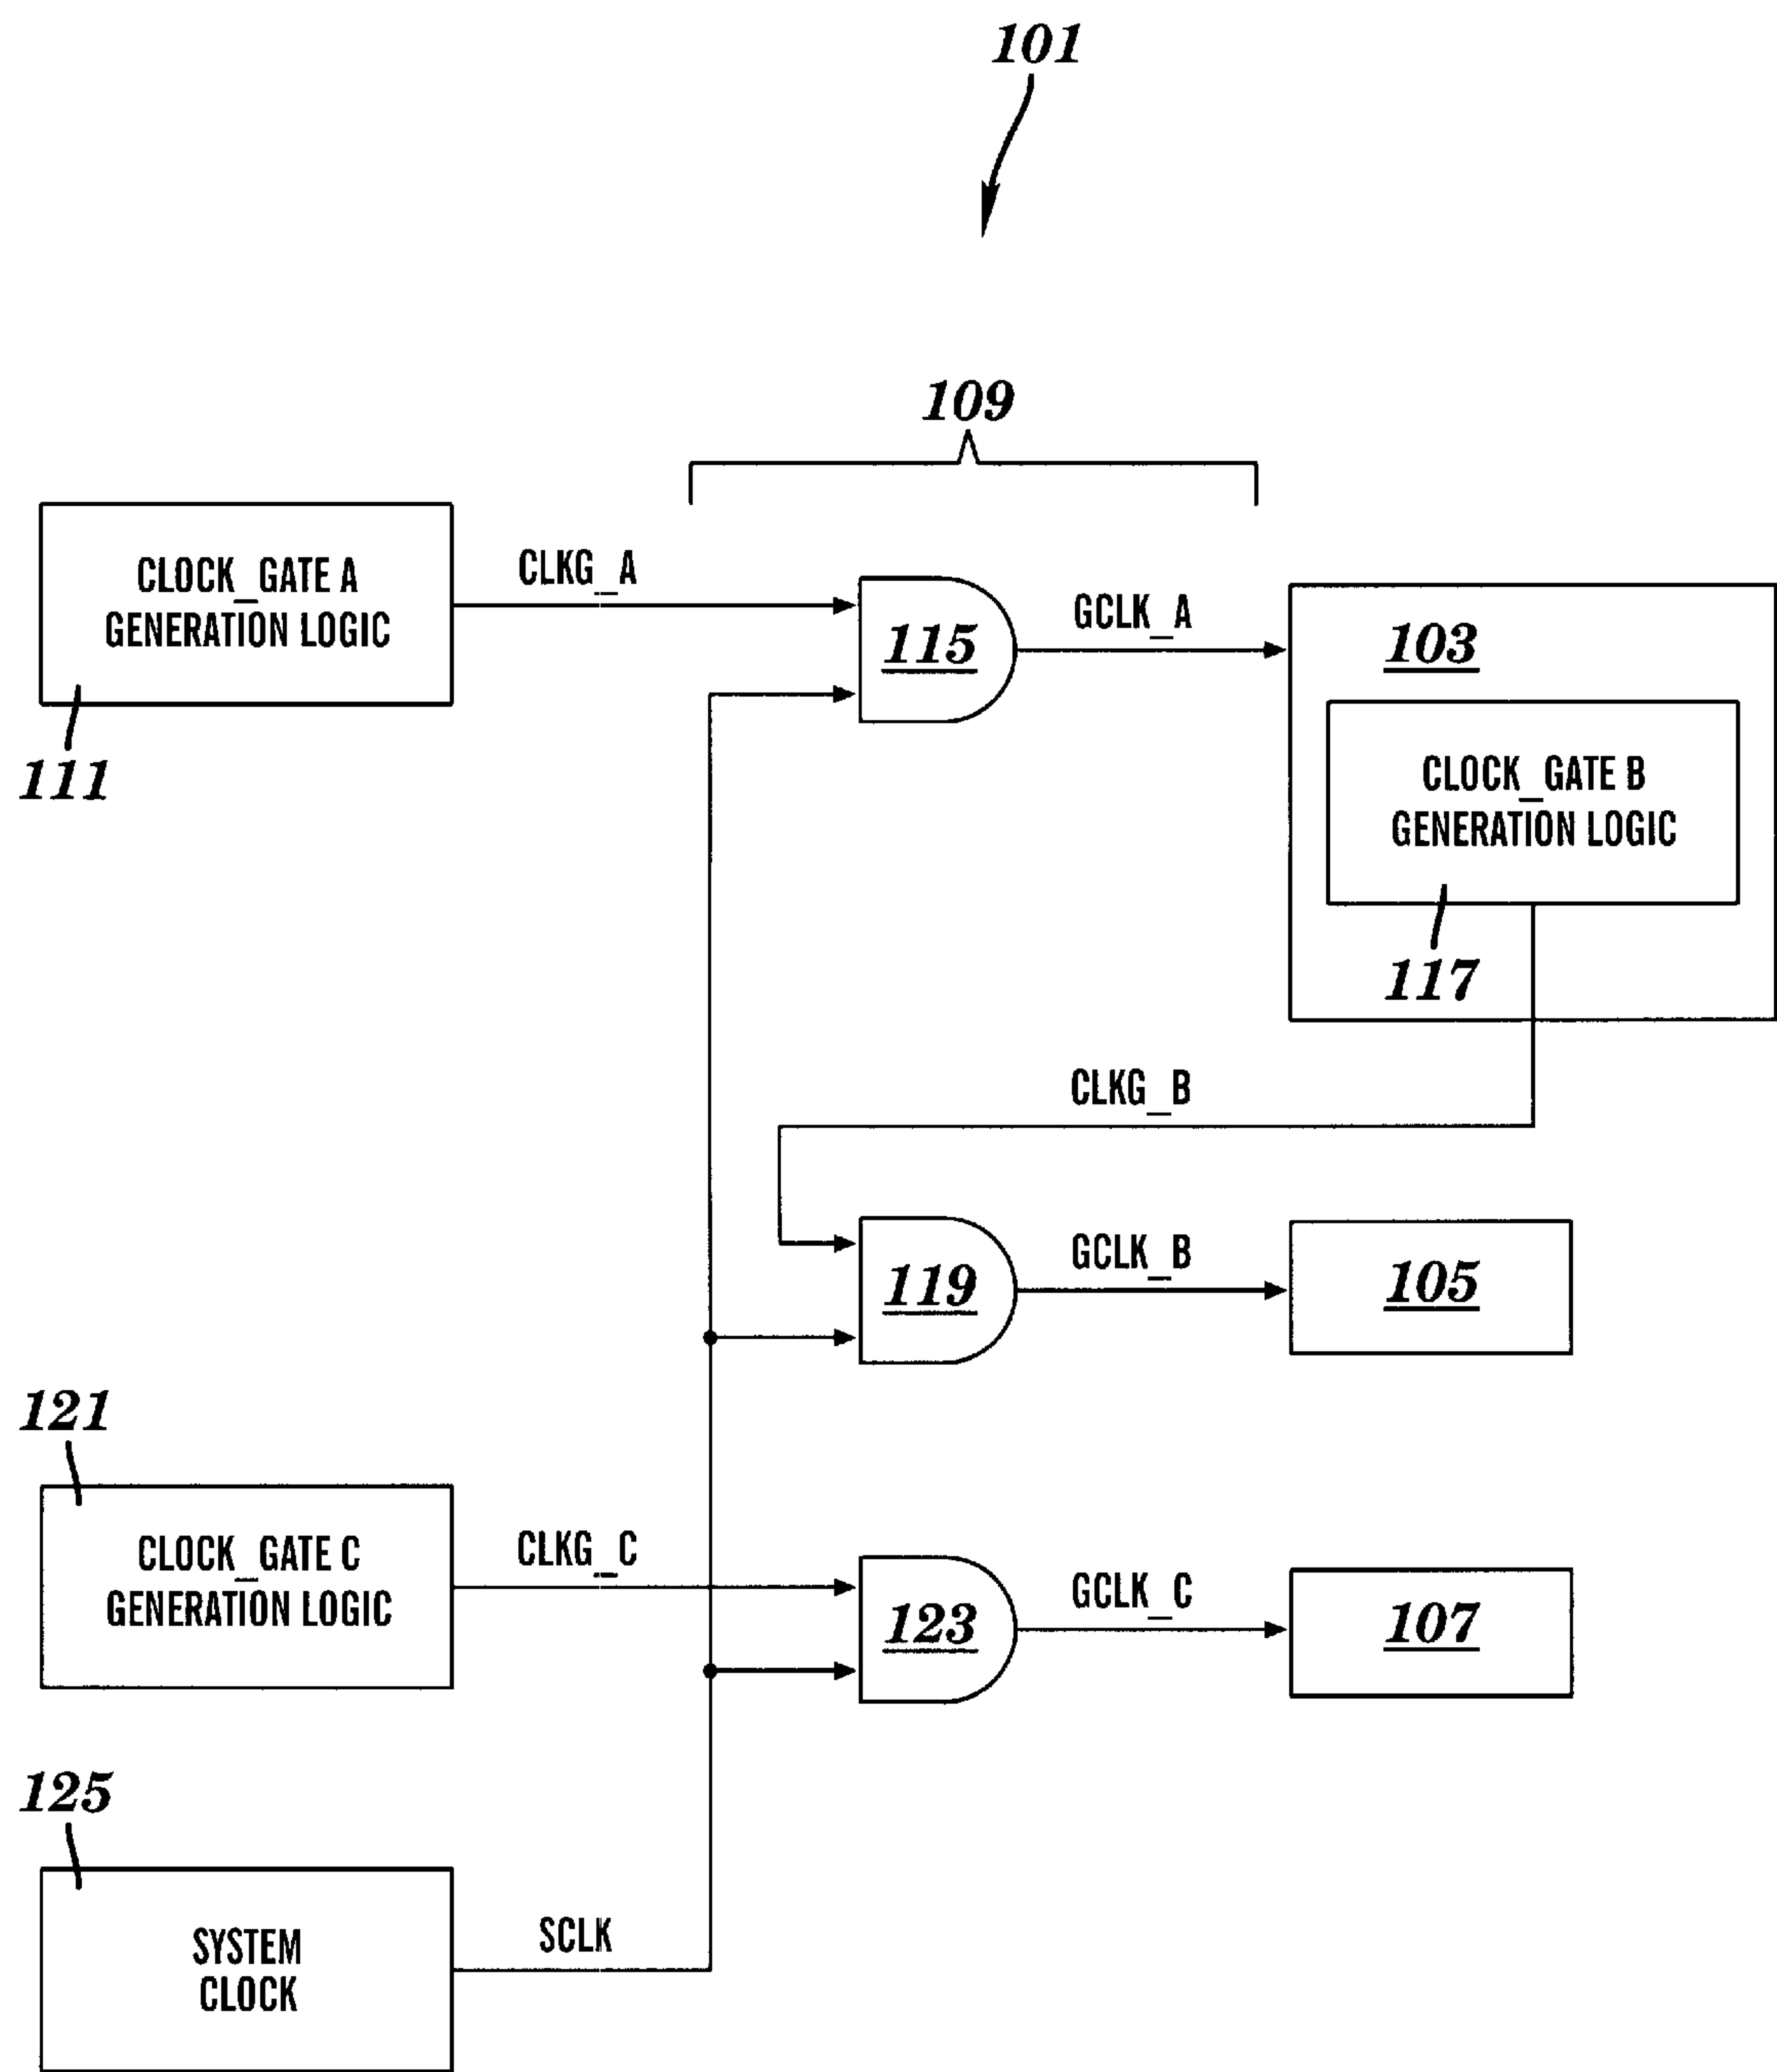 101
109
CLOCK_GATE A
GENERATION LOGIC
111
CLKG_A
115
GCLK_A
103
CLOCK_GATE B
GENERATION LOGIC
117
CLKG_B
119
GCLK_B
105
121
CLOCK_GATE C
GENERATION LOGIC
CLKG_C
123
GCLK_C
107
125
SYSTEM
CLOCK
SCLK